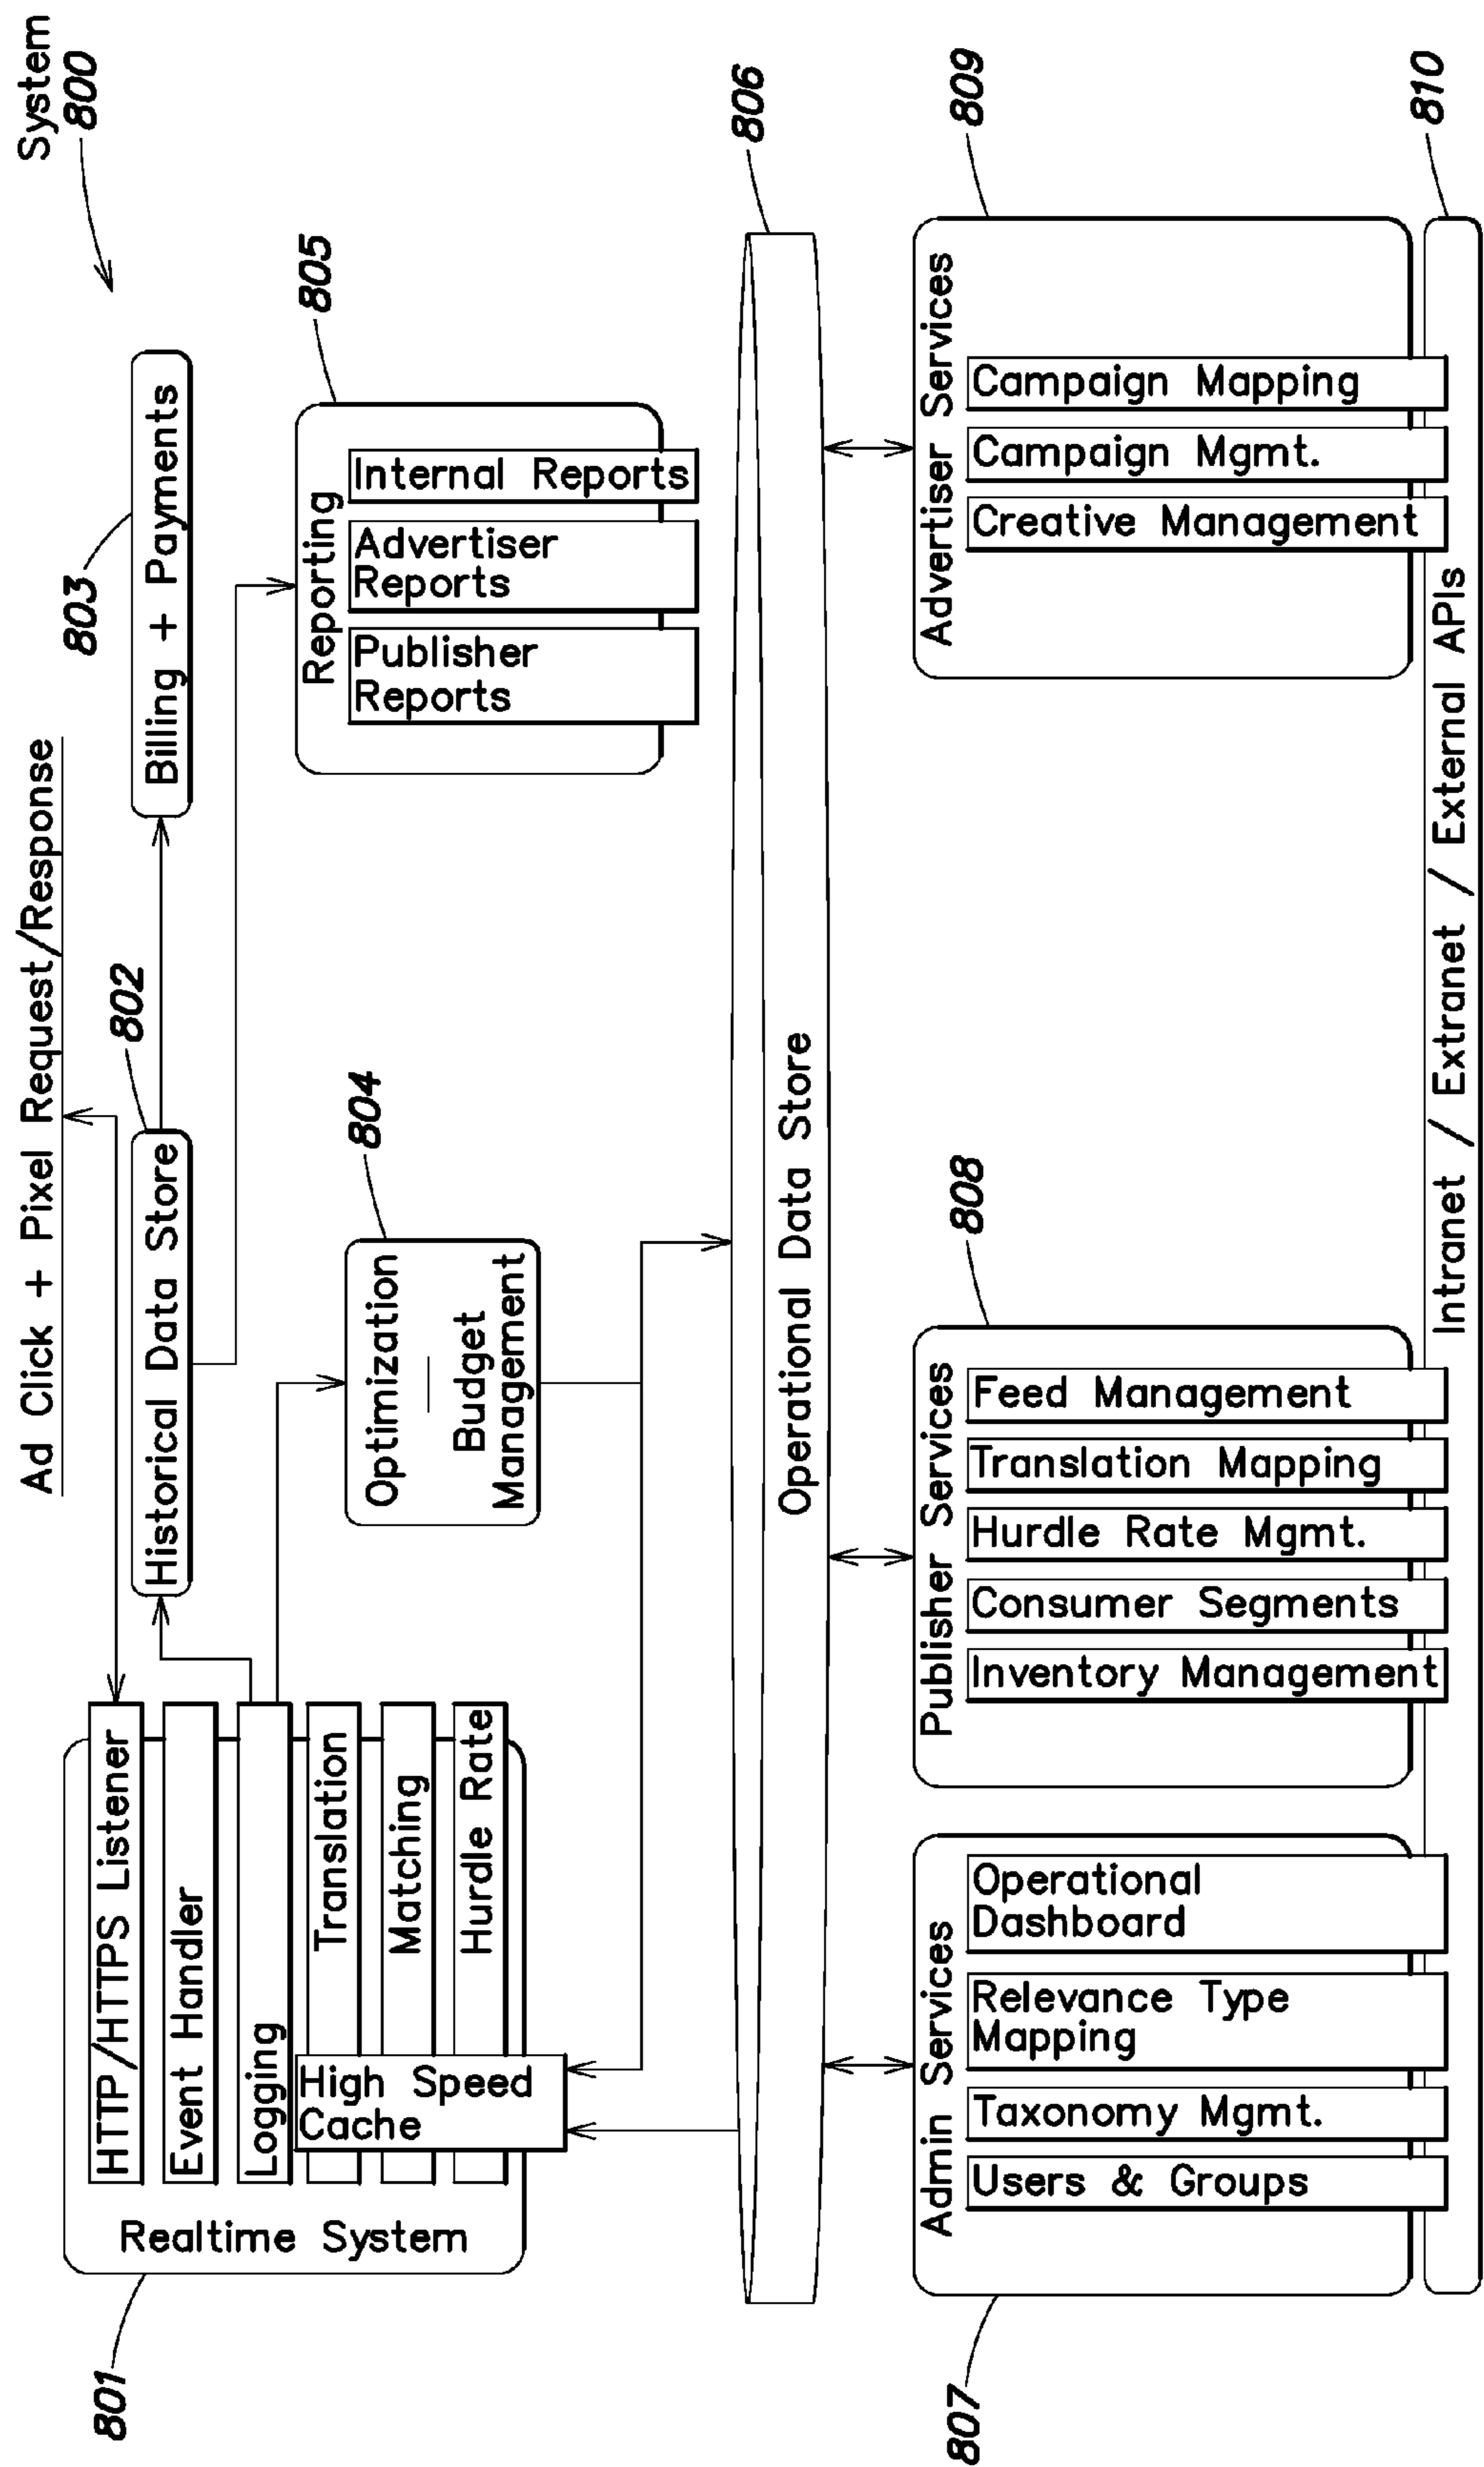 System
800
Ad Click + Pixel Request/Response
801
Realtime System
HTTP/HTTPS Listener
Event Handler
Logging
Translation
Matching
Hurdle Rate
High Speed
Cache
802
Historical Data Store
803
Billing + Payments
804
Optimization
Budget
Management
805
Reporting
Publisher
Reports
Advertiser
Reports
Internal Reports
806
Operational Data Store
807
Admin Services
Users & Groups
Taxonomy Mgmt.
Relevance Type
Mapping
Operational
Dashboard
808
Publisher Services
Inventory Management
Consumer Segments
Hurdle Rate Mgmt.
Translation Mapping
Feed Management
809
Advertiser Services
Creative Management
Campaign Mgmt.
Campaign Mapping
810
Intranet / Extranet / External APIs